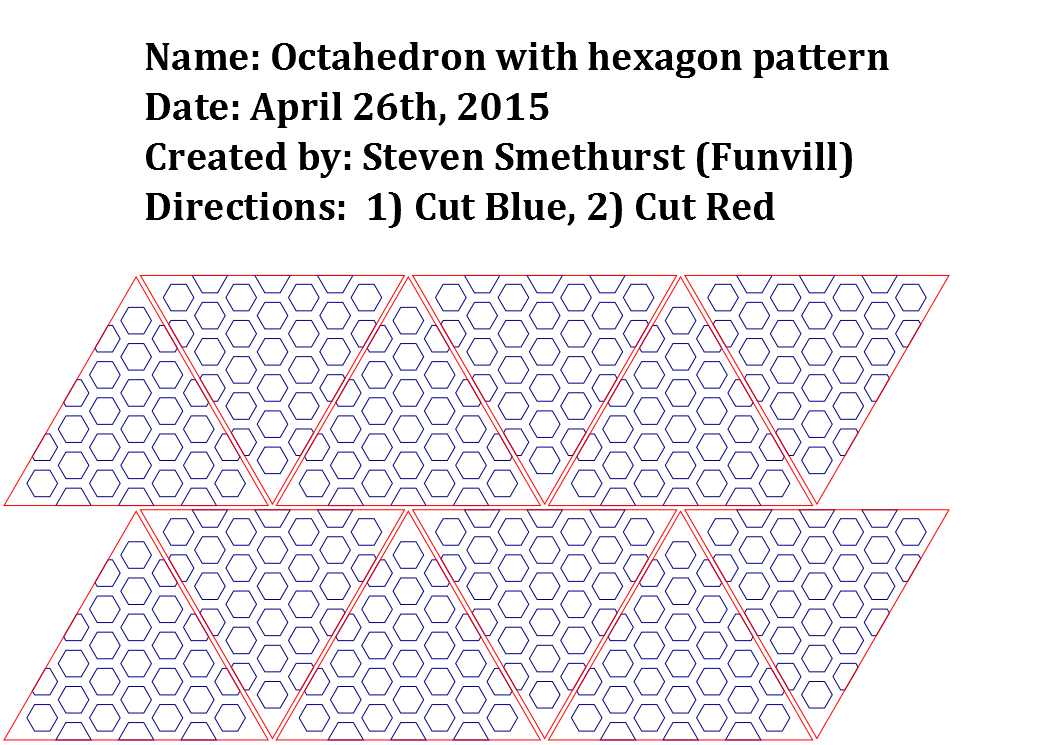 Name: Octahedron with hexagon pattern
Date: April 26th, 2015
Created by: Steven Smethurst (Funvill)
Directions:  1) Cut Blue, 2) Cut Red